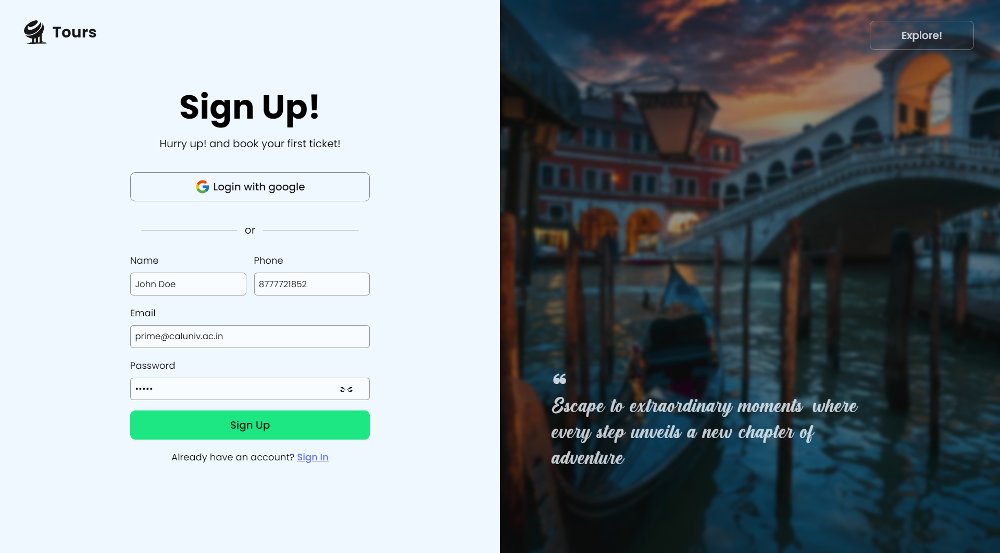 Tours
Explore!
Sign Up!
Hurry up! and book your first ticket!
Login with google
or
Name
Phone
John Doe
8777721852
Email
prime@caluniv.ac.in
Password
•••••
Sign Up
Already have an account? Sign In
❝
Escape to extraordinary moments where
every step unveils a new chapter of
adventure